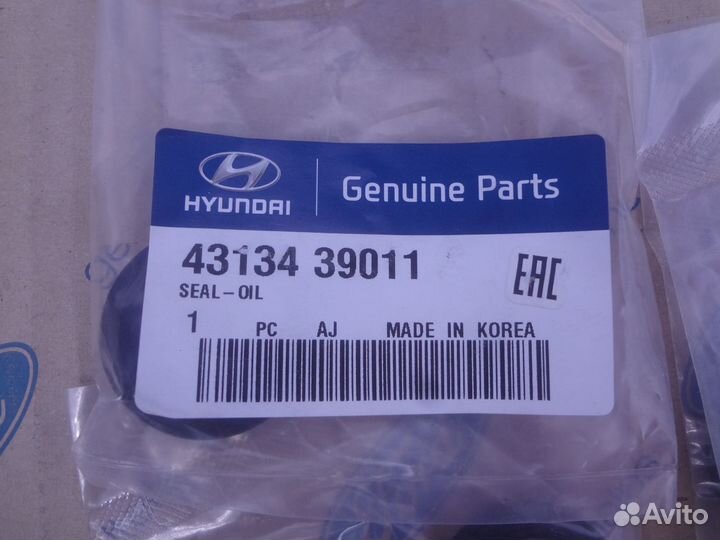 HYUNDAI
Genuine Parts
43134 39011
SEAL-OIL
EAC
1 PC AJ MADE IN KOREA
Avito